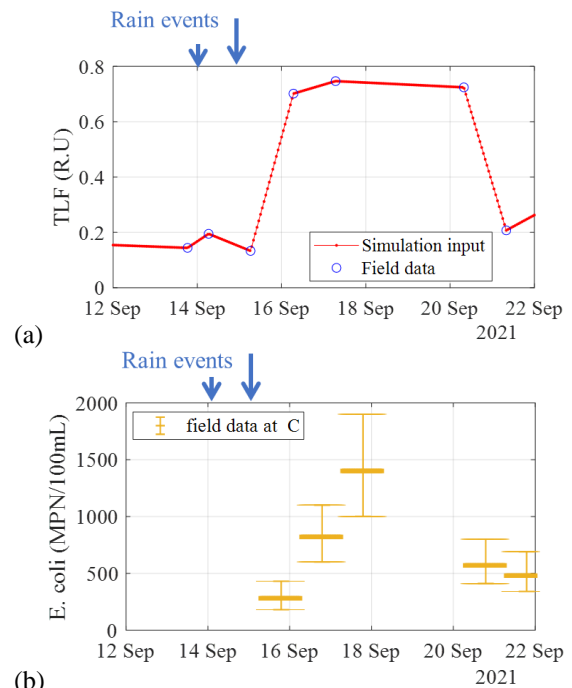 Rain events
0.8
0.6
0.4
0.2
0
TLF (R.U)
Simulation input
Field data
12 Sep 14 Sep 16 Sep 18 Sep 20 Sep 22 Sep
2021
(a)
Rain events
2000
1500
1000
500
0
E. coli (MPN/100mL)
field data at C
12 Sep 14 Sep 16 Sep 18 Sep 20 Sep 22 Sep
2021
(b)